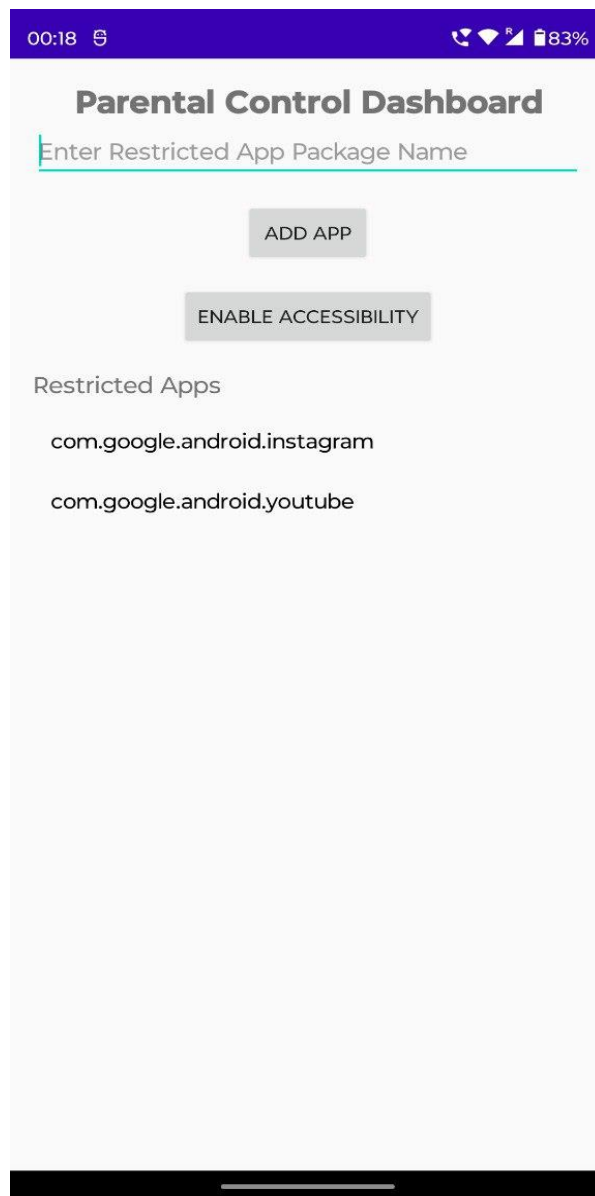 00:18 83%
Parental Control Dashboard
Enter Restricted App Package Name
ADD APP
ENABLE ACCESSIBILITY
Restricted Apps
com.google.android.instagram
com.google.android.youtube